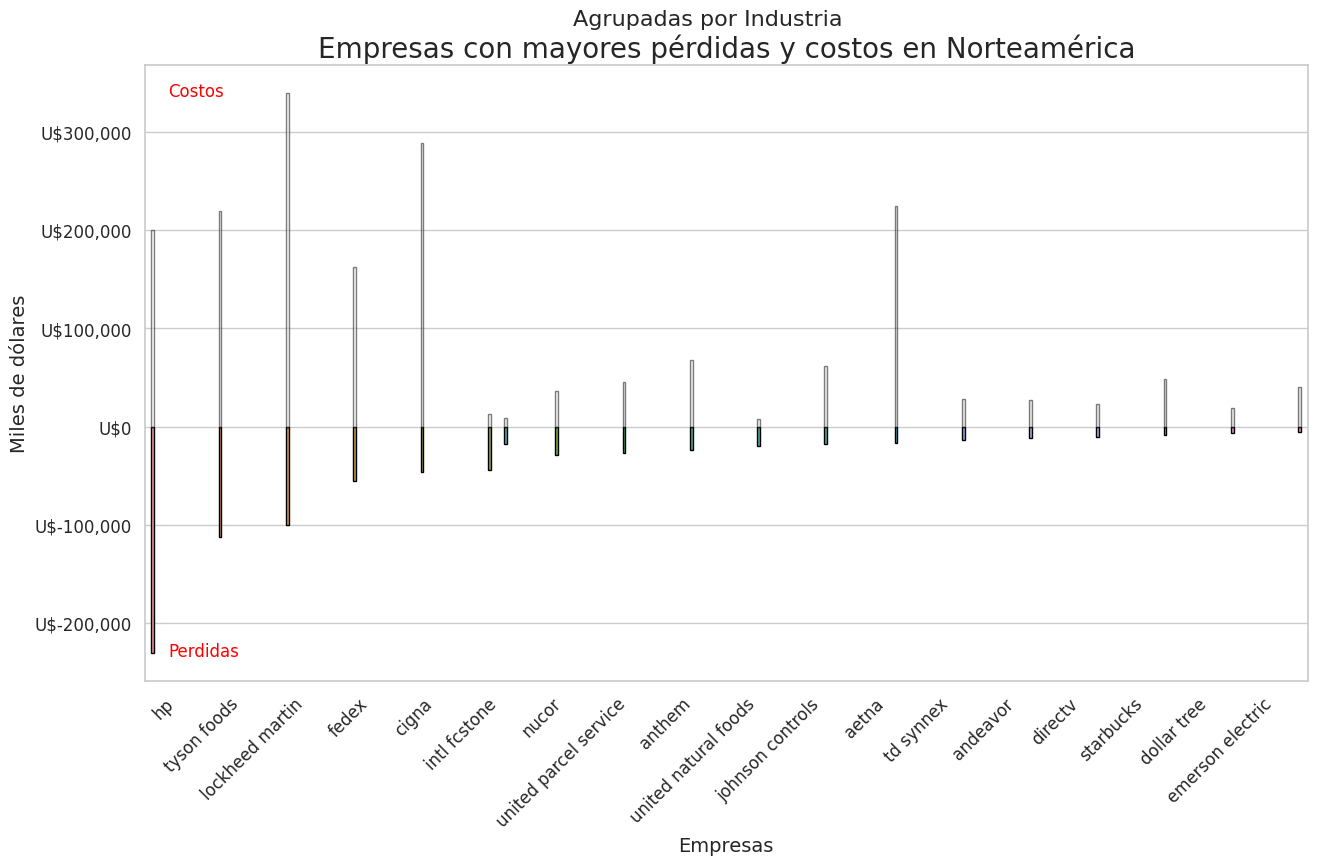 Agrupadas por Industria
Empresas con mayores pérdidas y costos en Norteamérica
Costos
U$300,000
U$200,000
U$100,000
U$0
U$-100,000
U$-200,000
Perdidas
Miles de dólares
hp
tyson foods
lockheed martin
fedex
cigna
intl fcstone
nucor
united parcel service
anthem
united natural foods
johnson controls
aetna
td synnex
andeavor
directv
starbucks
dollar tree
emerson electric
Empresas